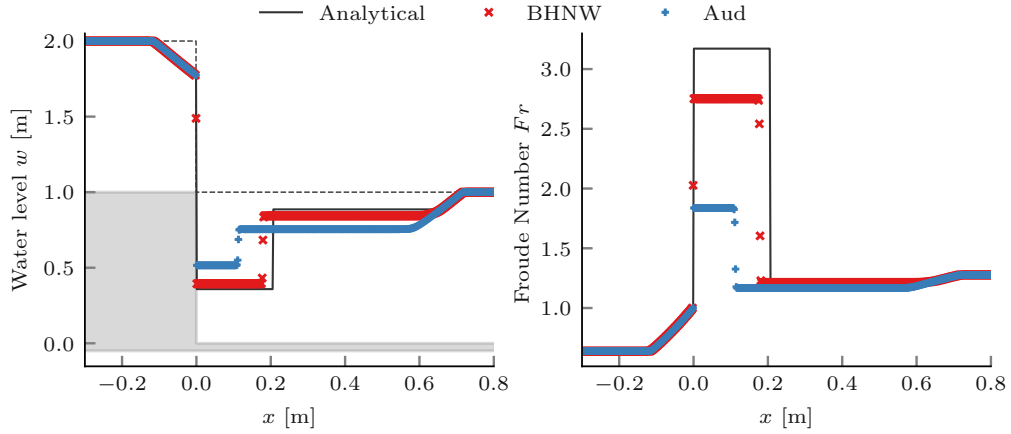 Analytical BHNW Aud
Water level w [m]
2.0
1.5
1.0
0.5
0.0
−0.2 0.0 0.2 0.4 0.6 0.8
x [m]
Froude Number Fr
3.0
2.5
2.0
1.5
1.0
−0.2 0.0 0.2 0.4 0.6 0.8
x [m]